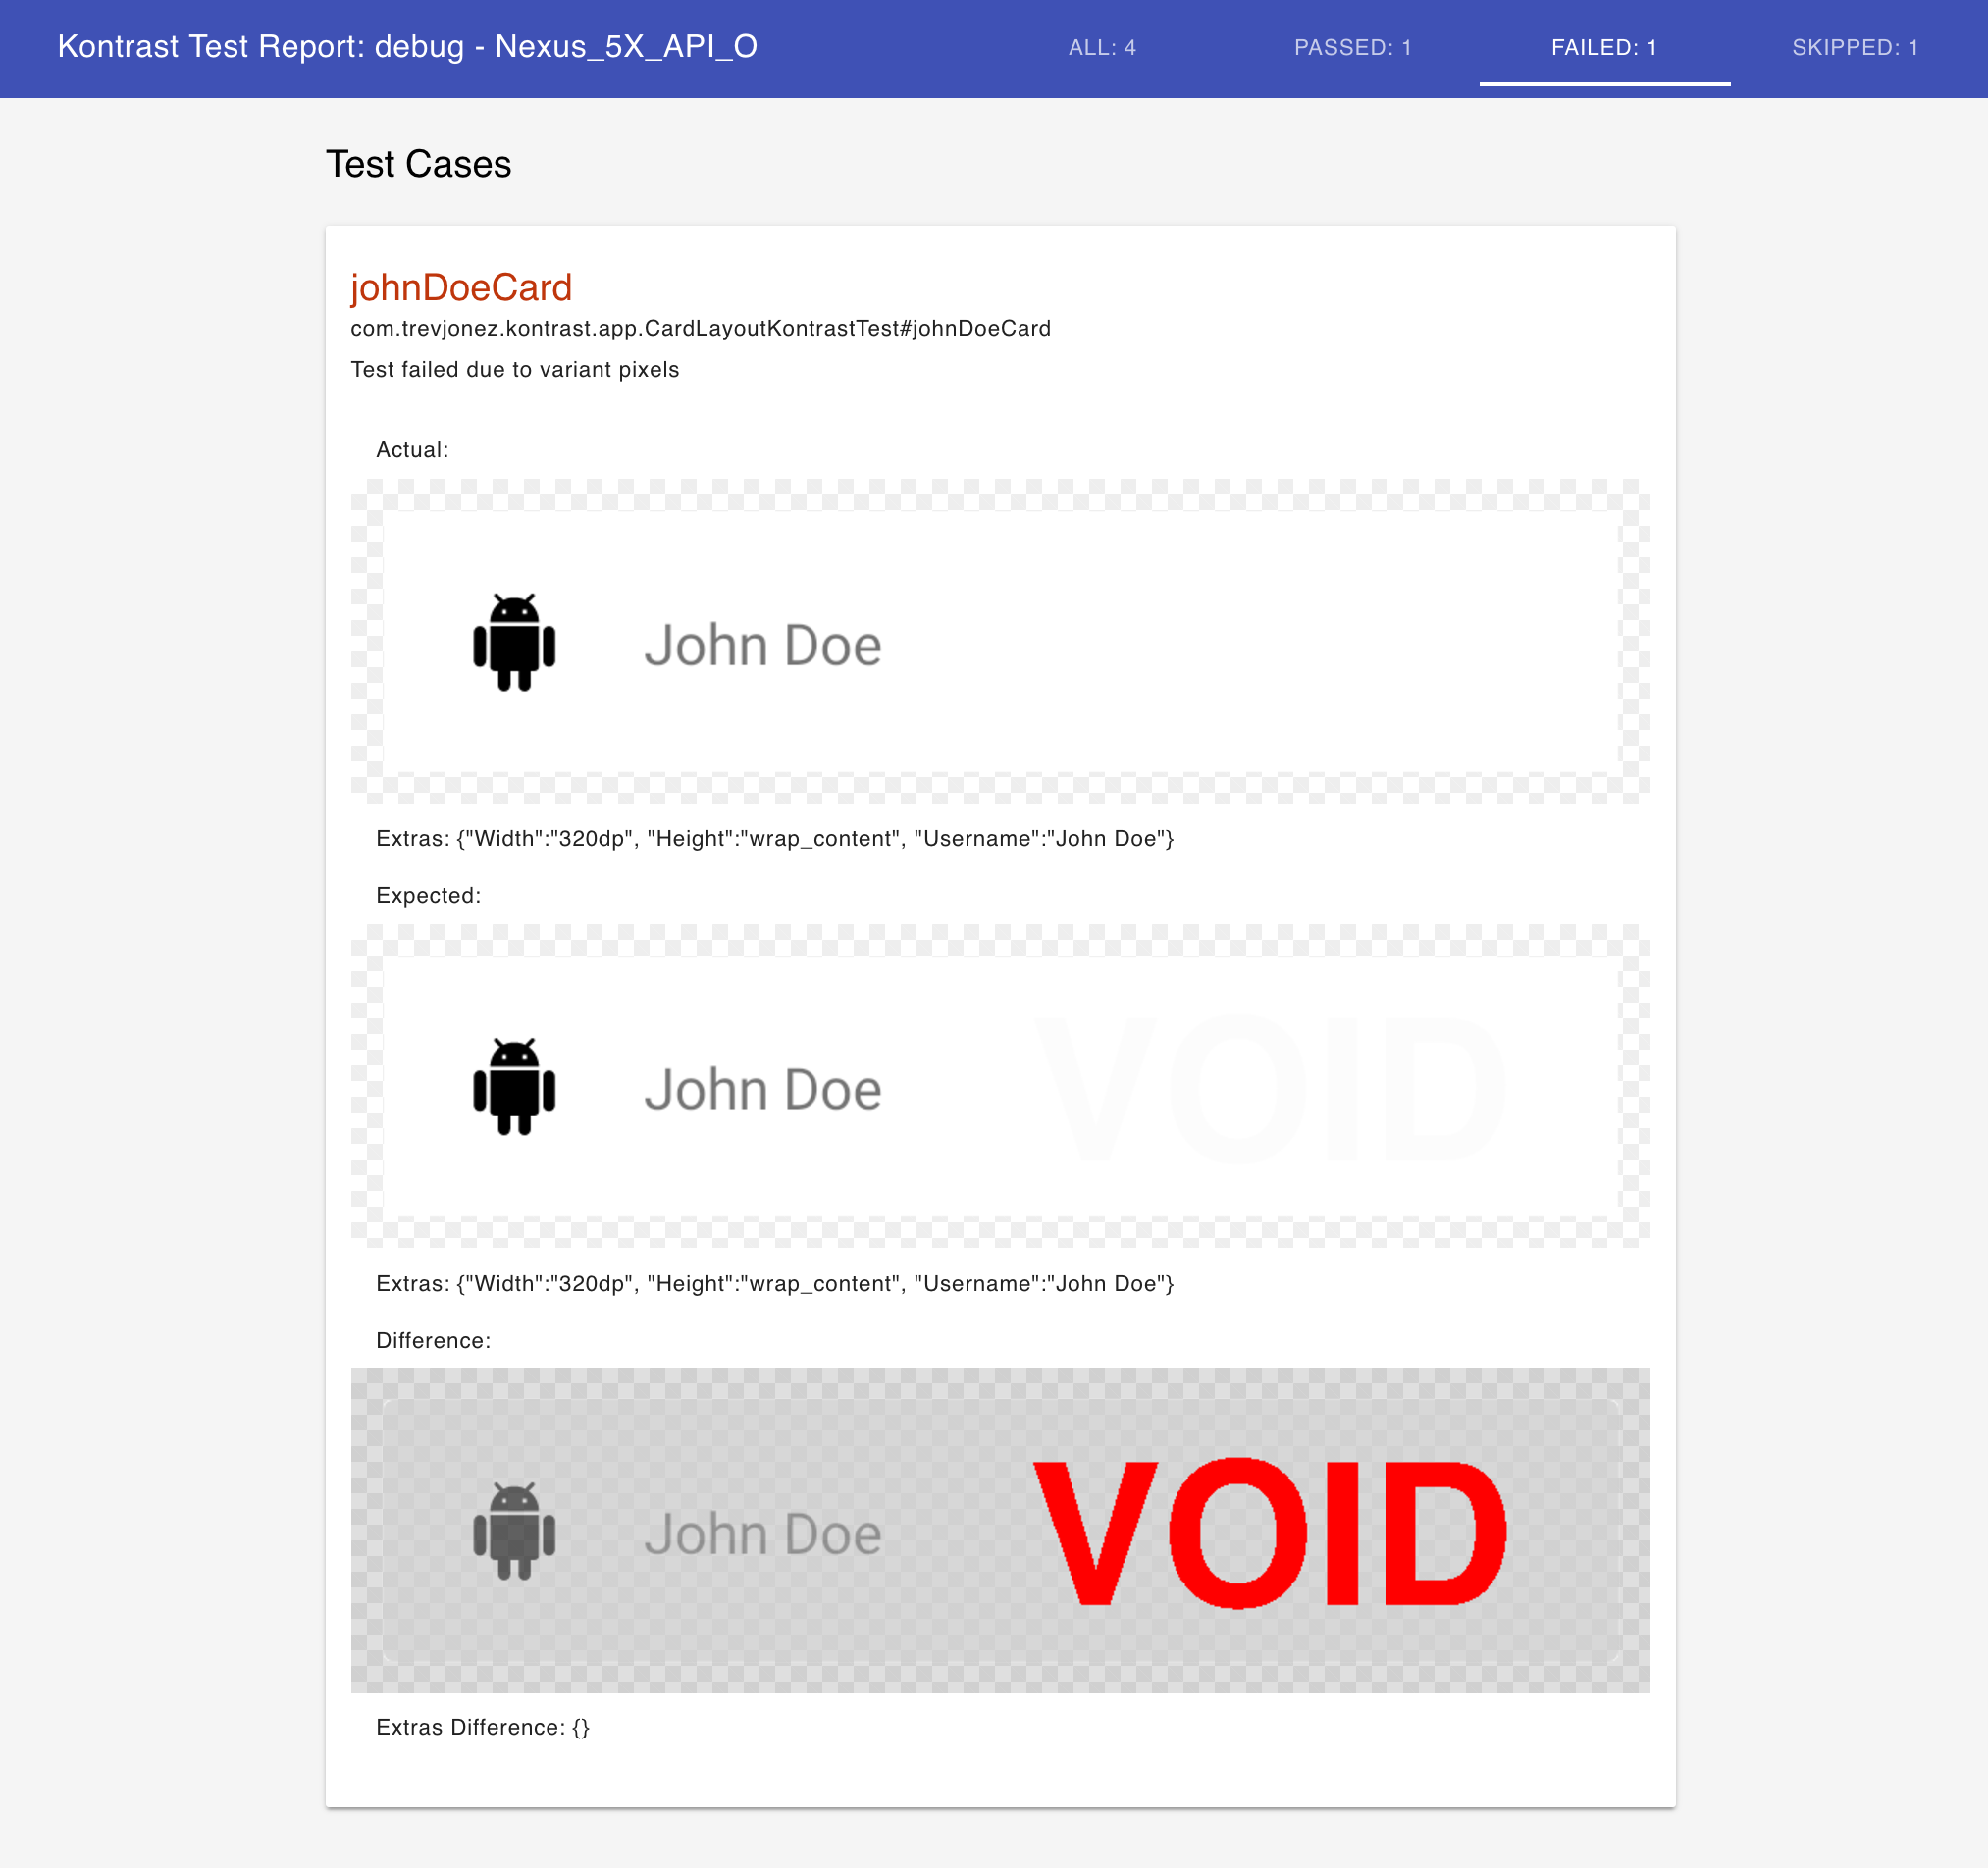 Kontrast Test Report: debug - Nexus_5X_API_O
ALL: 4
PASSED: 1
FAILED: 1
SKIPPED: 1
Test Cases
johnDoeCard
com.trevjonez.kontrast.app.CardLayoutKontrastTest#johnDoeCard
Test failed due to variant pixels
Actual:
John Doe
Extras: {"Width":"320dp", "Height":"wrap_content", "Username":"John Doe"}
Expected:
John Doe
VOID
Extras: {"Width":"320dp", "Height":"wrap_content", "Username":"John Doe"}
Difference:
John Doe
VOID
Extras Difference: {}